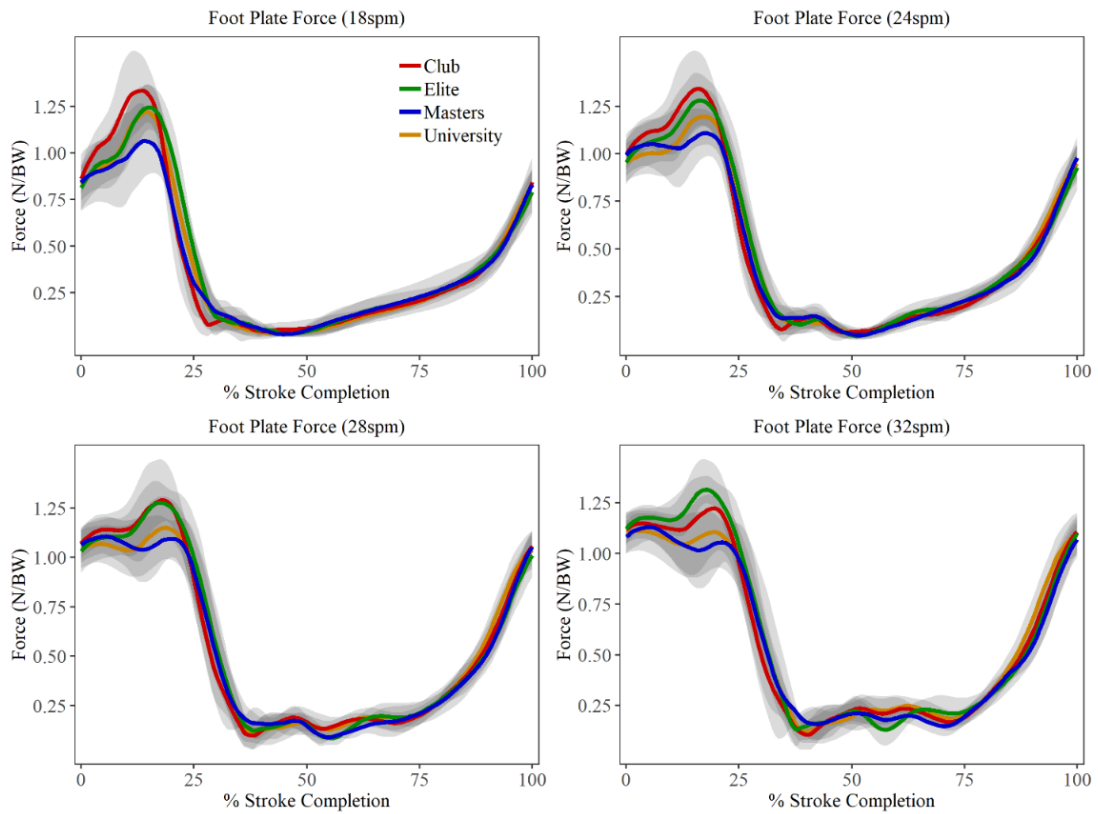 Foot Plate Force (18spm)
Force (N/BW)
1.25
1.00
0.75
0.50
0.25
0
25
50
75
100
% Stroke Completion
Club
Elite
Masters
University
Foot Plate Force (24spm)
Force (N/BW)
1.25
1.00
0.75
0.50
0.25
0
25
50
75
100
% Stroke Completion
Foot Plate Force (28spm)
Force (N/BW)
1.25
1.00
0.75
0.50
0.25
0
25
50
75
100
% Stroke Completion
Foot Plate Force (32spm)
Force (N/BW)
1.25
1.00
0.75
0.50
0.25
0
25
50
75
100
% Stroke Completion